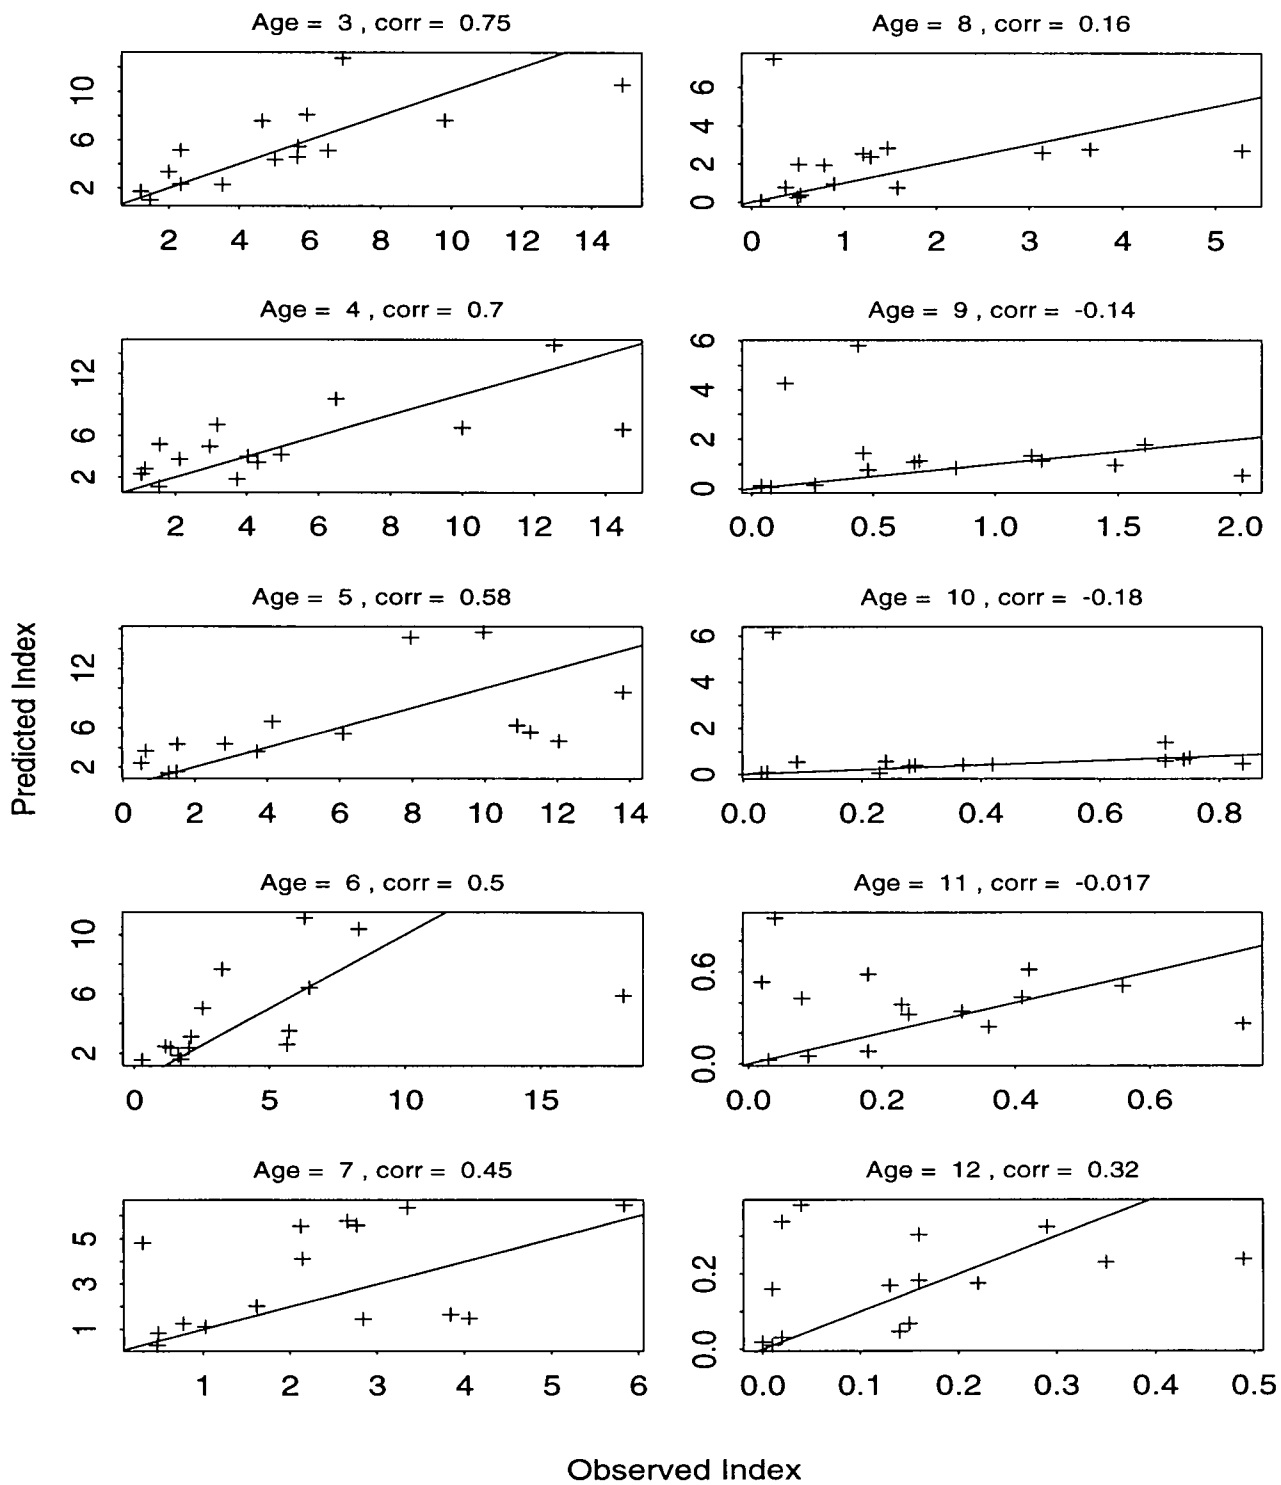 Age = 3 , corr = 0.75
10
6
2
2 4 6 8 10 12 14
Age = 8 , corr = 0.16
6
4
2
0
0 1 2 3 4 5
Age = 4 , corr = 0.7
12
6
2
2 4 6 8 10 12 14
Age = 9 , corr = -0.14
6
4
2
0
0.0 0.5 1.0 1.5 2.0
Age = 5 , corr = 0.58
12
6
2
0 2 4 6 8 10 12 14
Age = 10 , corr = -0.18
6
4
2
0
0.0 0.2 0.4 0.6 0.8
Predicted Index
Age = 6 , corr = 0.5
10
6
2
0 5 10 15
Age = 11 , corr = -0.017
0.6
0.0
0.0 0.2 0.4 0.6
Age = 7 , corr = 0.45
5
3
1
1 2 3 4 5 6
Age = 12 , corr = 0.32
0.2
0.0
0.0 0.1 0.2 0.3 0.4 0.5
Observed Index